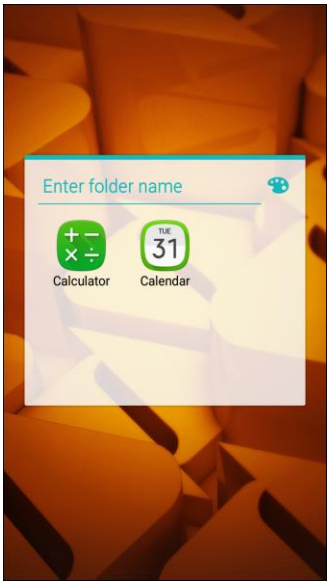 Enter folder name
+ −
× ÷
TUE
31
Calculator Calendar